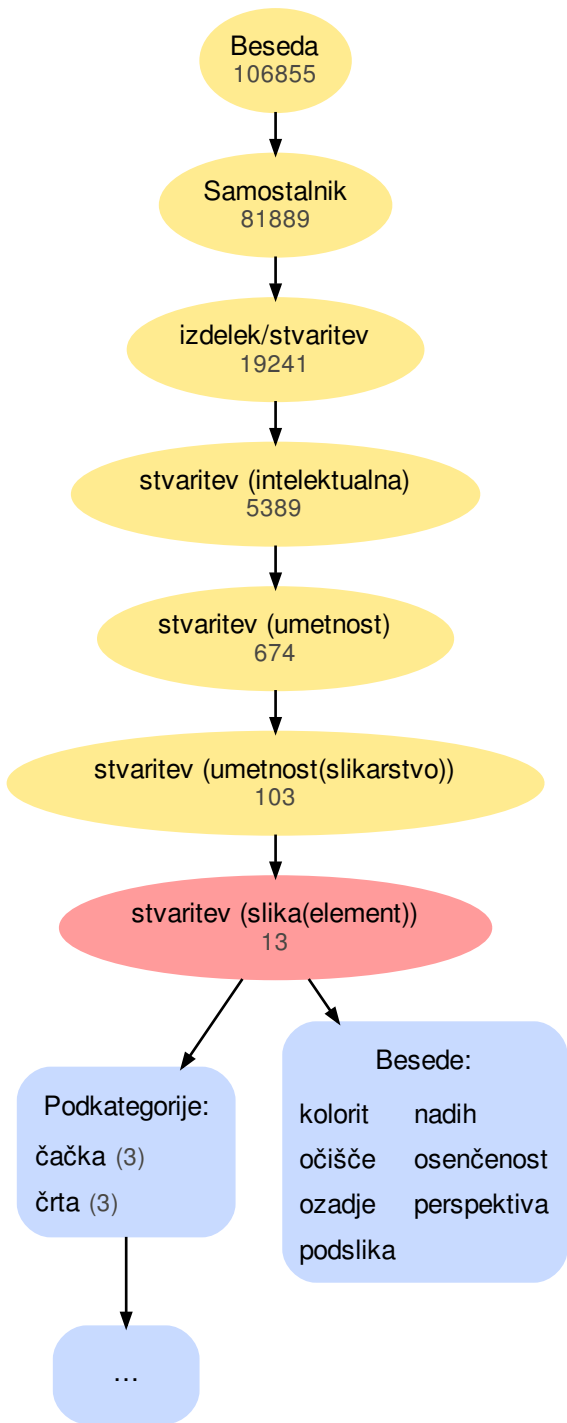 Beseda
106855
Samostalnik
81889
izdelek/stvaritev
19241
stvaritev (intelektualna)
5389
stvaritev (umetnost)
674
stvaritev (umetnost(slikarstvo))
103
stvaritev (slika(element))
13
Podkategorije:
čačka (3)
črta (3)
...
Besede:
kolorit nadih
očišče osenčenost
ozadje perspektiva
podslika